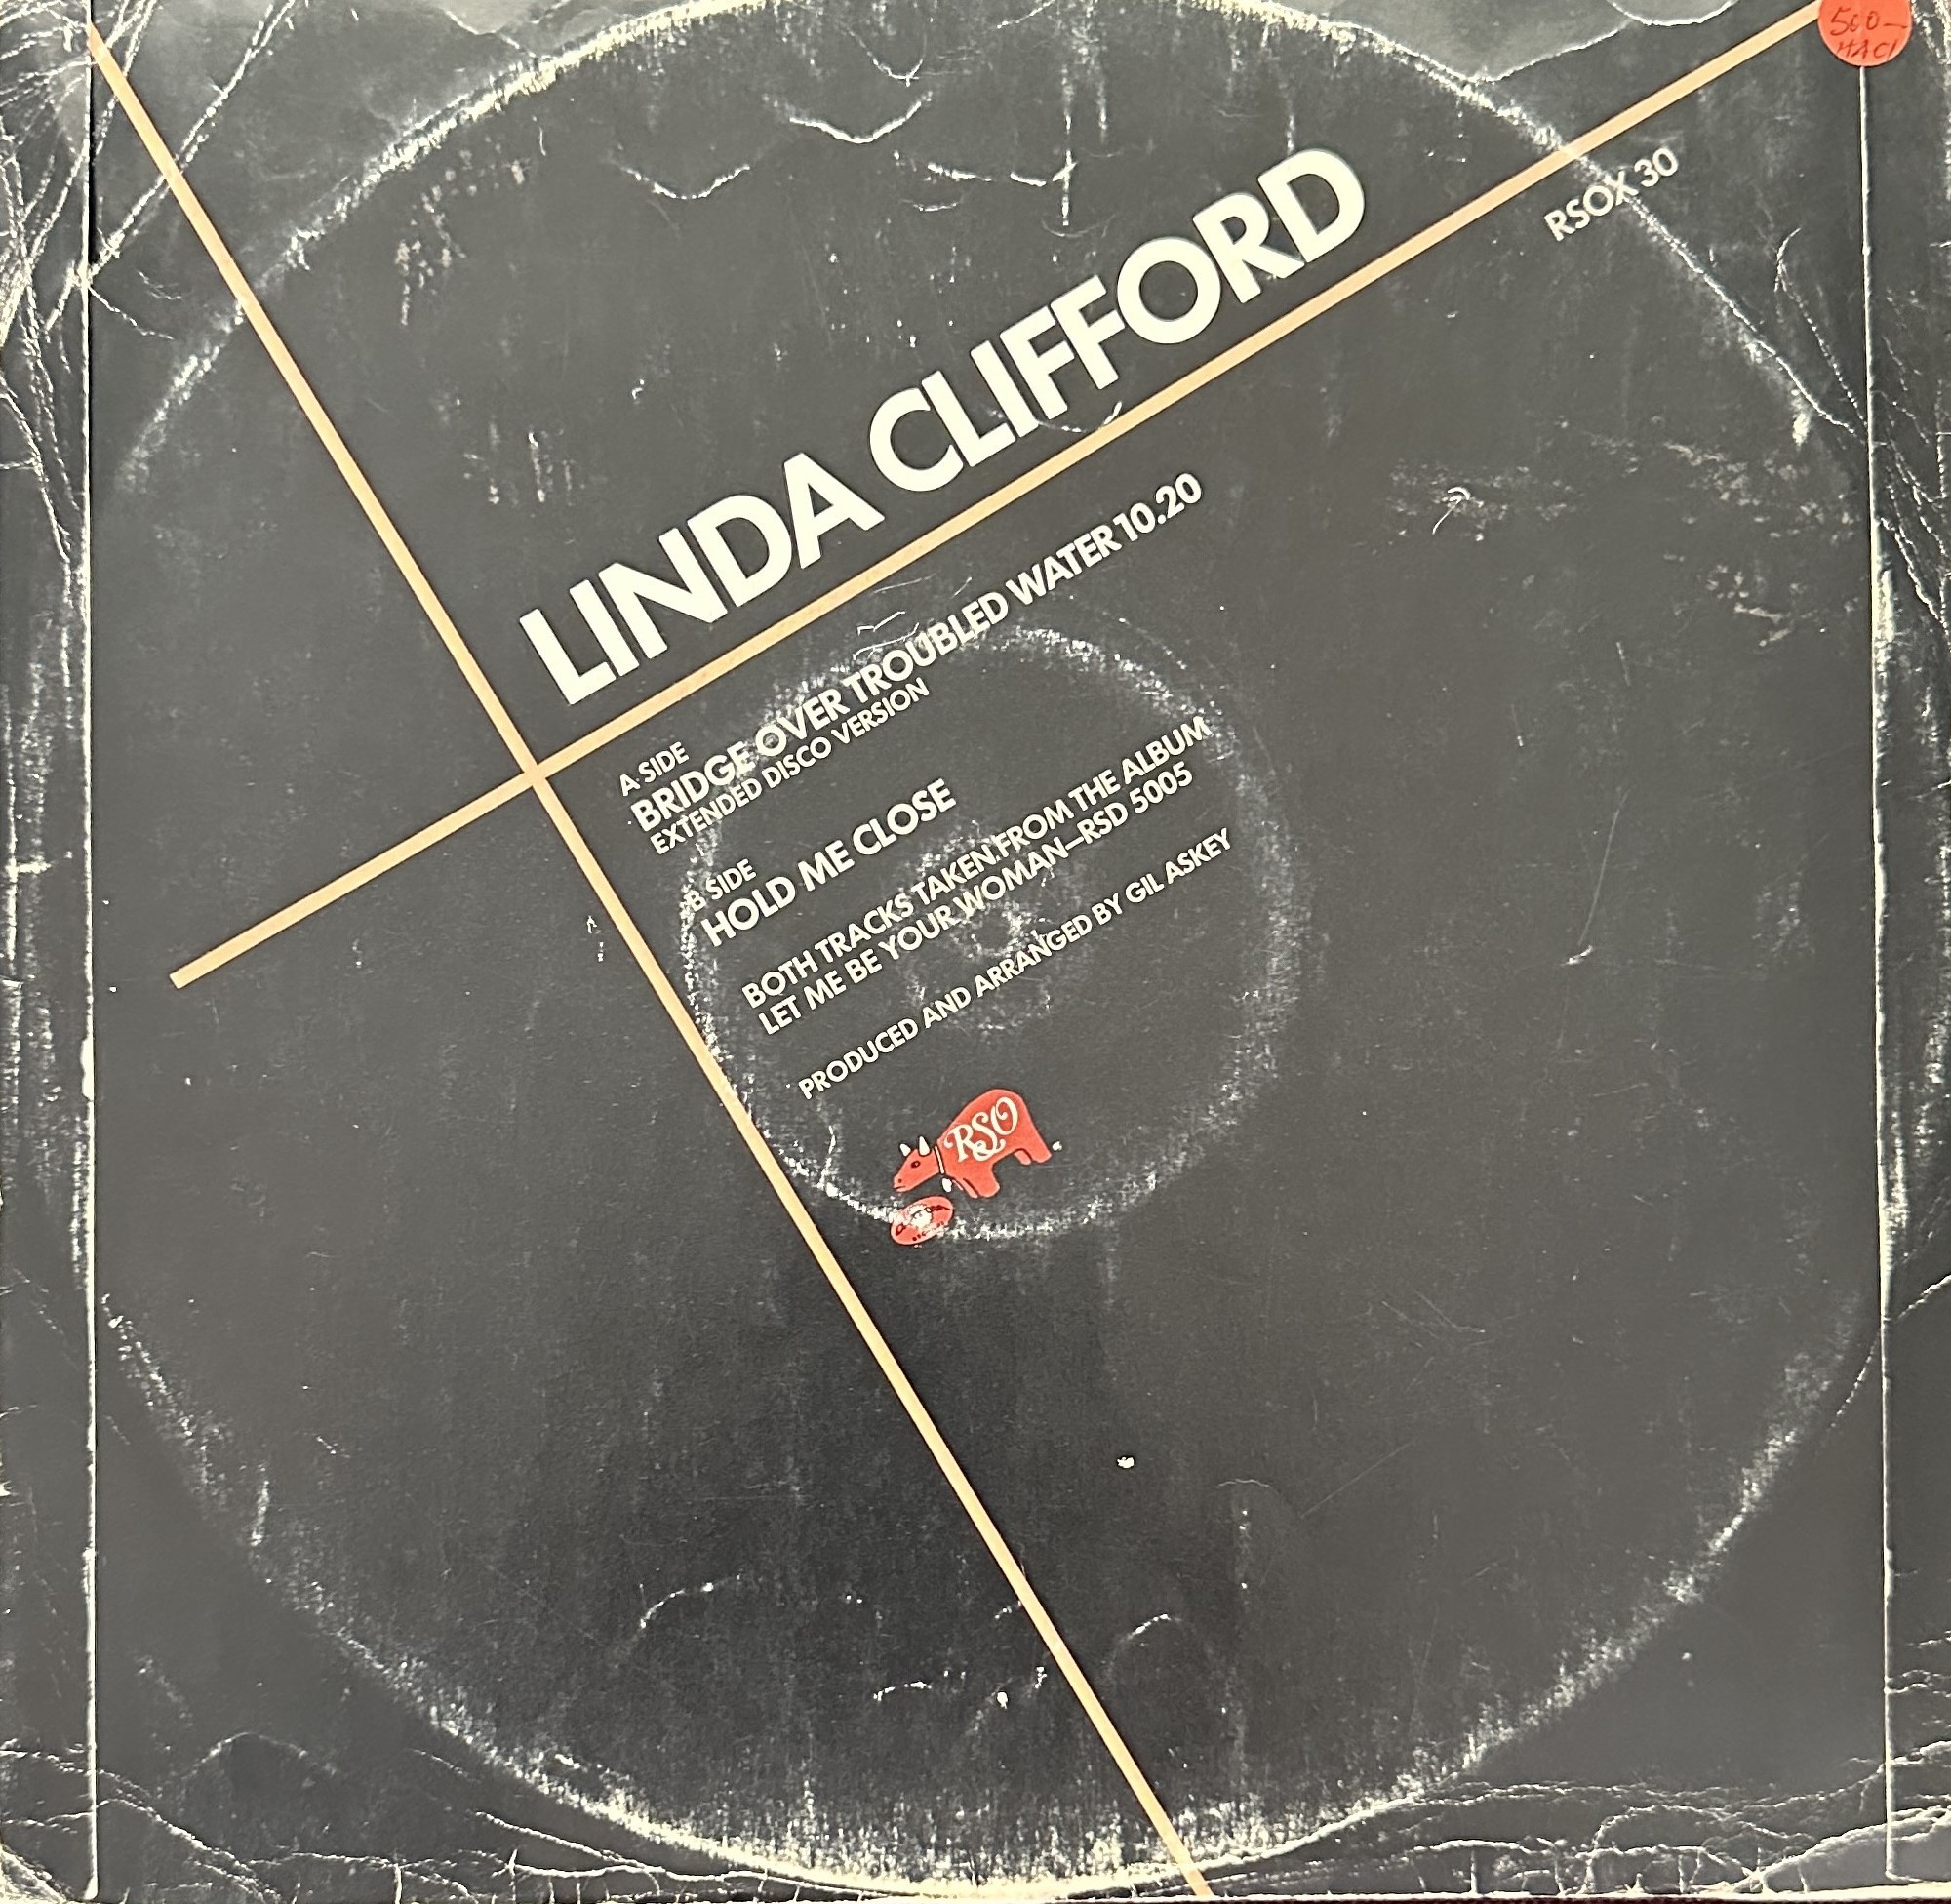 500-
LINDA CLIFFORD
RSOX 30
A SIDE
BRIDGE OVER TROUBLED WATER 10.20
EXTENDED DISCO VERSION
B SIDE
HOLD ME CLOSE
BOTH TRACKS TAKEN FROM THE ALBUM
LET ME BE YOUR WOMAN—RSD 5005
PRODUCED AND ARRANGED BY GIL ASKEY
RSO